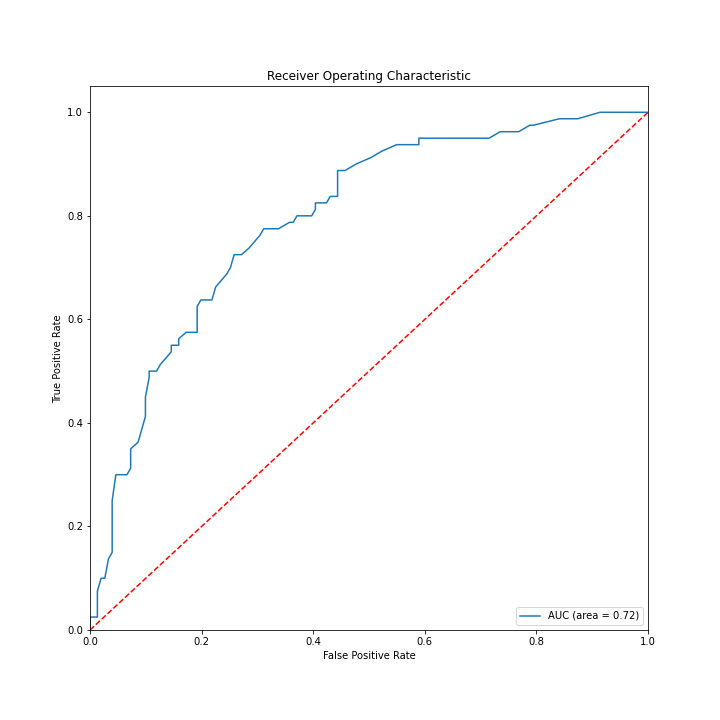 Receiver Operating Characteristic
True Positive Rate
1.0
0.8
0.6
0.4
0.2
0.0
0.0 0.2 0.4 0.6 0.8 1.0
False Positive Rate
AUC (area = 0.72)